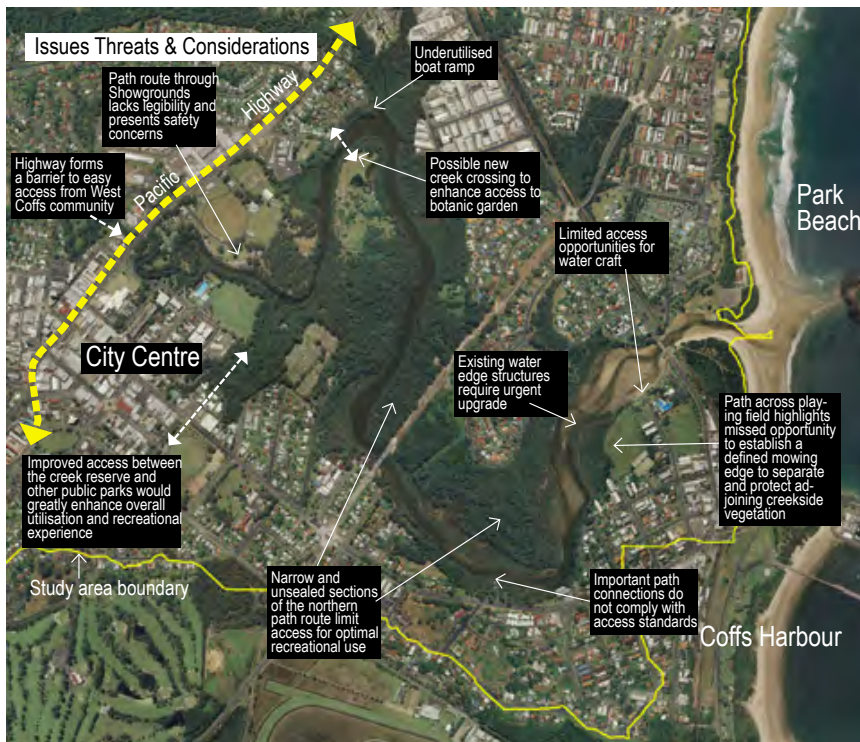 Issues Threats & Considerations
Underutilised
boat ramp
Path route through
Showgrounds
lacks legibility and
presents safety
concerns
Highway
Pacific
Highway forms
a barrier to easy
access from West
Coffs community
Possible new
creek crossing to
enhance access to
botanic garden
Park
Beach
Limited access
opportunities for
water craft
City Centre
Existing water
edge structures
require urgent
upgrade
Path across play-
ing field highlights
missed opportunity
to establish a
defined mowing
edge to separate
and protect ad-
joining creekside
vegetation
Improved access between
the creek reserve and
other public parks would
greatly enhance overall
utilisation and recreational
experience
Study area boundary
Narrow and
unsealed sections
of the northern
path route limit
access for optimal
recreational use
Important path
connections do
not comply with
access standards
Coffs Harbour